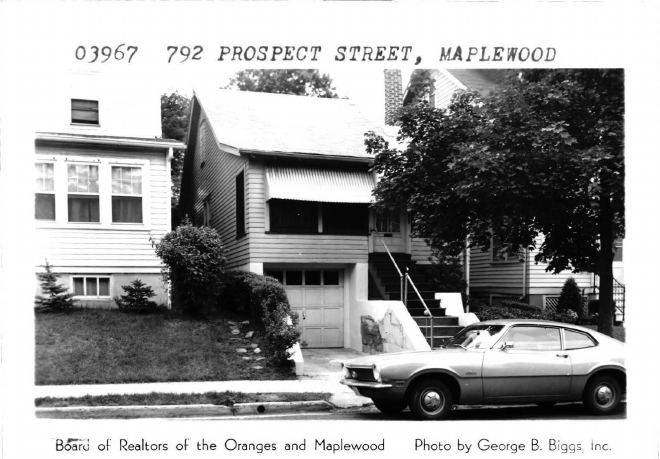 03967 792 PROSPECT STREET, MAPLEWOOD
Board of Realtors of the Oranges and Maplewood Photo by George B. Biggs Inc.